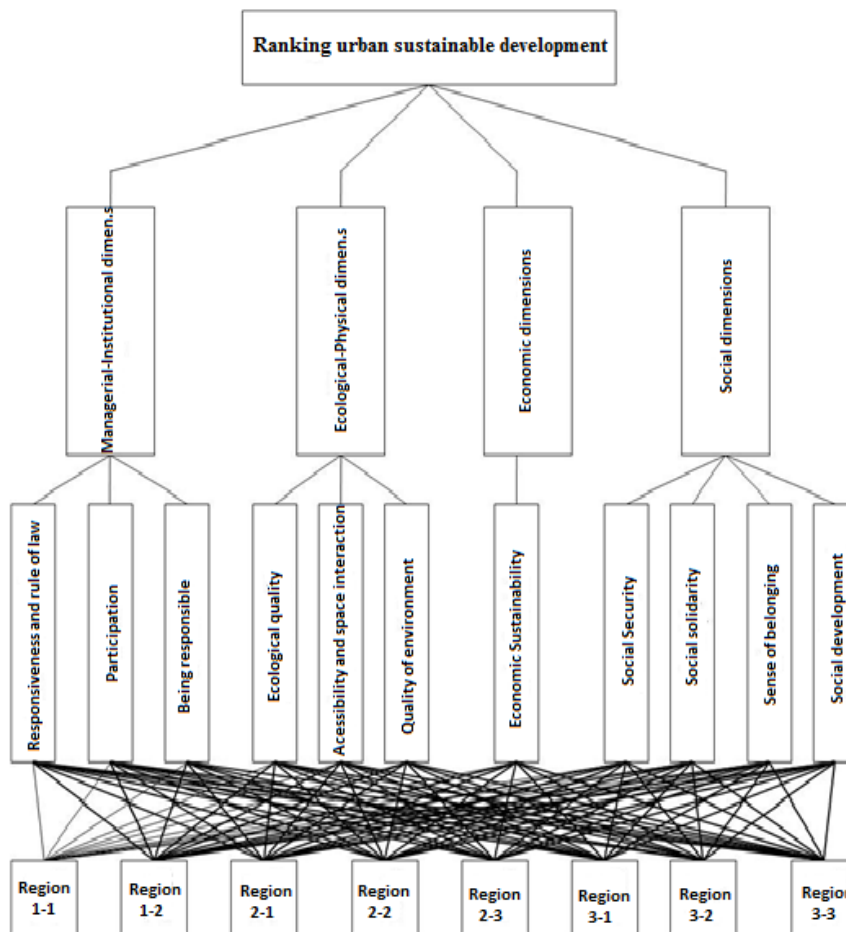 Ranking urban sustainable development
Managerial-Institutional dimen.s
Ecological-Physical dimen.s
Economic dimensions
Social dimensions
Responsiveness and rule of law
Participation
Being responsible
Ecological quality
Acessibility and space interaction
Quality of environment
Economic Sustainability
Social Security
Social solidarity
Sense of belonging
Social development
Region
1-1
Region
1-2
Region
2-1
Region
2-2
Region
2-3
Region
3-1
Region
3-2
Region
3-3